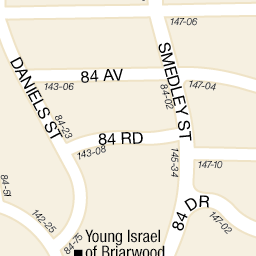 143-06
147-06
DANIELS ST
84 AV
84-02
SMEDLEY ST
147-04
84-23
143-08
84 RD
145-34
147-10
84-51
142-25
84-75
84 DR
147-02
Young Israel
of Briarwood